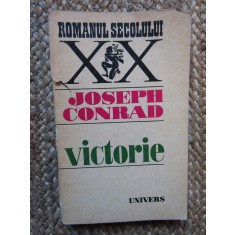 ROMANUL SECOLULUI
XX
JOSEPH
CONRAD
victorie
UNIVERS